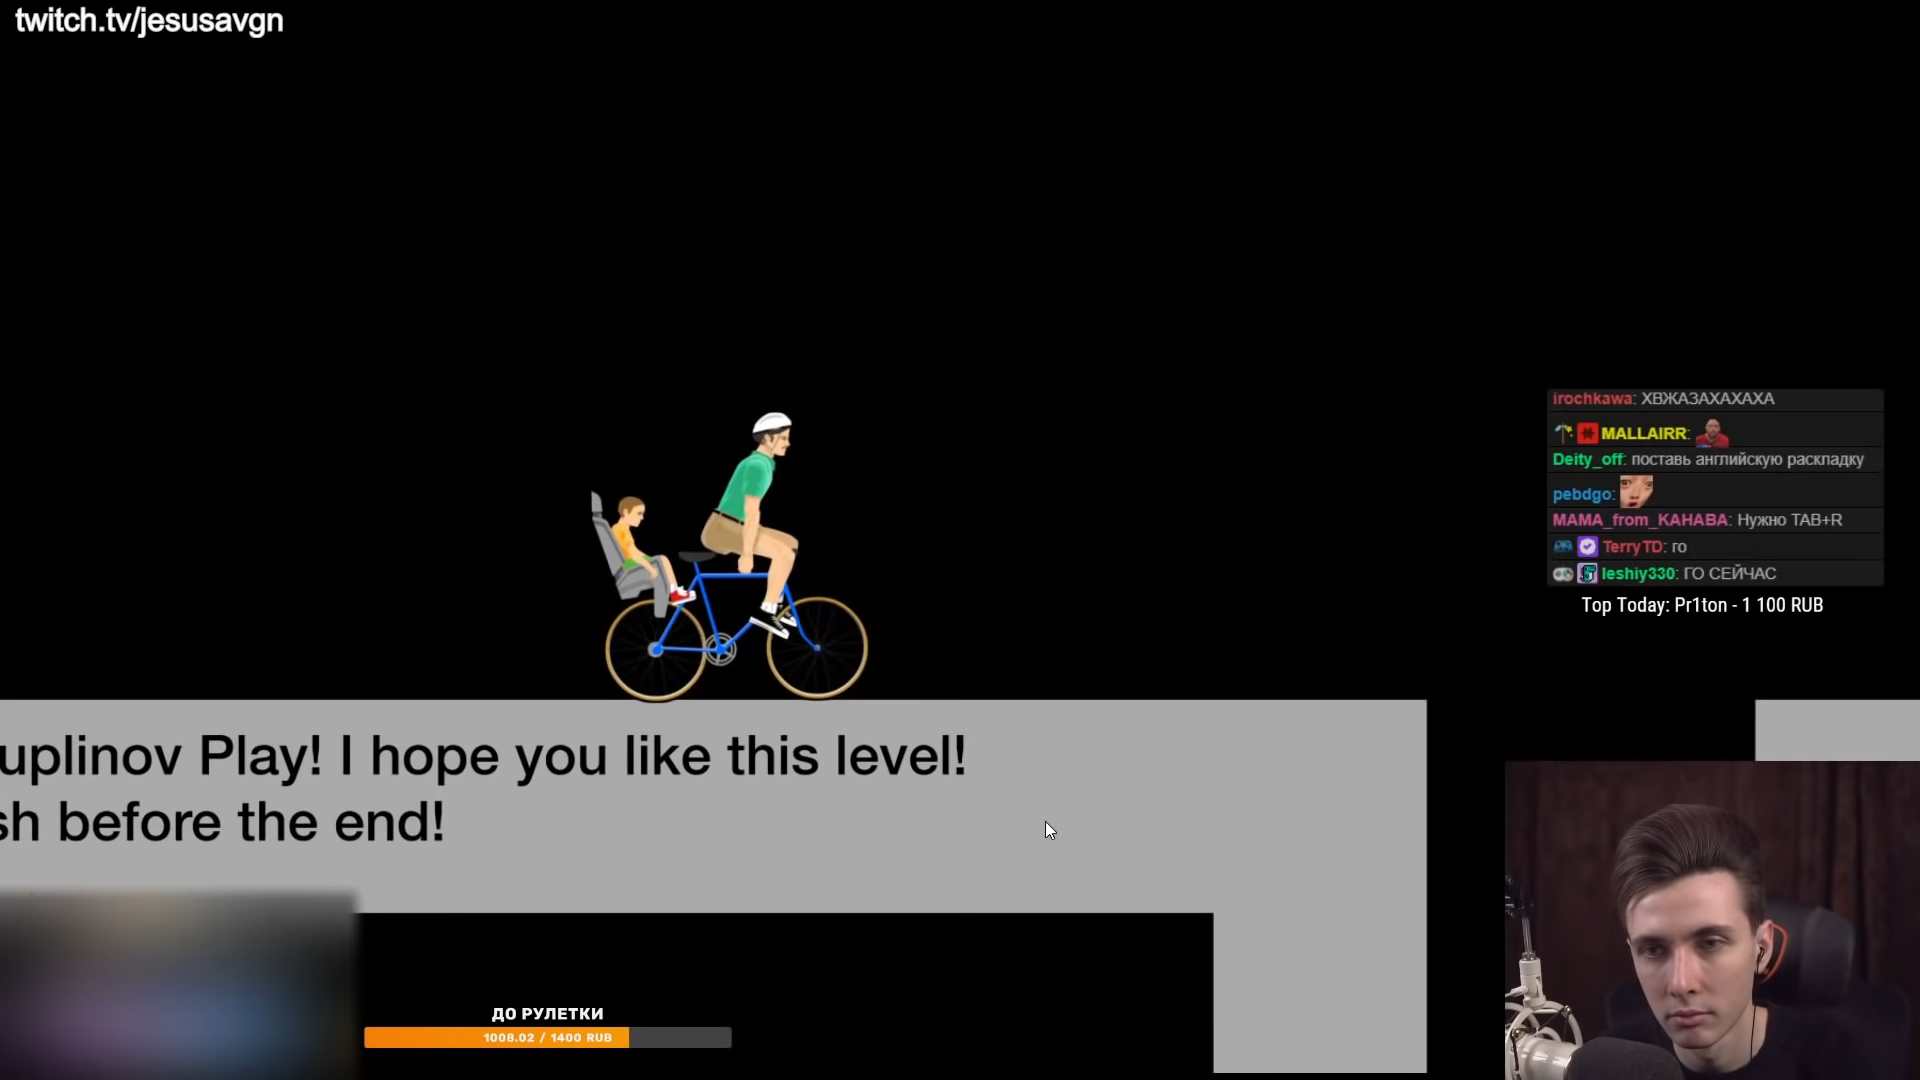 twitch.tv/jesusavgn
irochkawa: ХВЖАЗАХАХАХА
MALLAIRR:
Deity_off: поставь английскую раскладку
pebdgo:
MAMA_from_KAHABA: Нужно TAB+R
TerryTD: го
leshiy330: ГО СЕЙЧАС
Top Today: Pr1ton - 1 100 RUB
uplinov Play! I hope you like this level!
sh before the end!
ДО РУЛЕТКИ
1008.02 / 1400 RUB